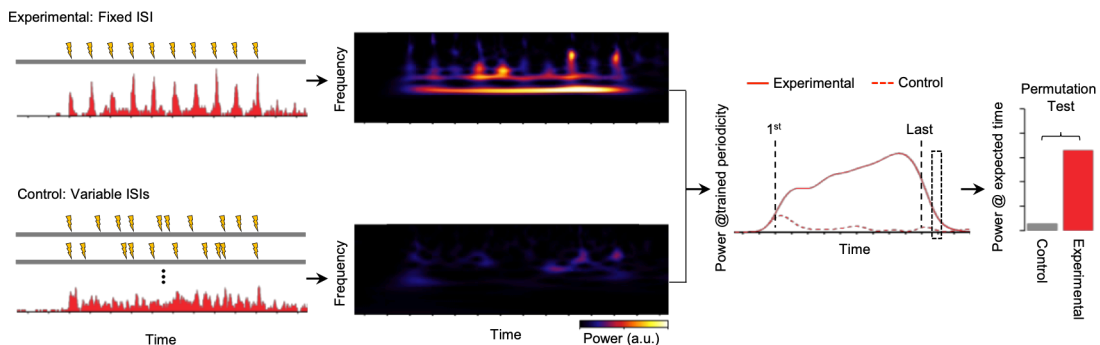 Experimental: Fixed ISI
Frequency
Control: Variable ISIs
Time
Frequency
Time
Power (a.u.)
Experimental
Control
1st
Last
Power @trained periodicity
Time
Permutation
Test
Power @ expected time
Control
Experimental